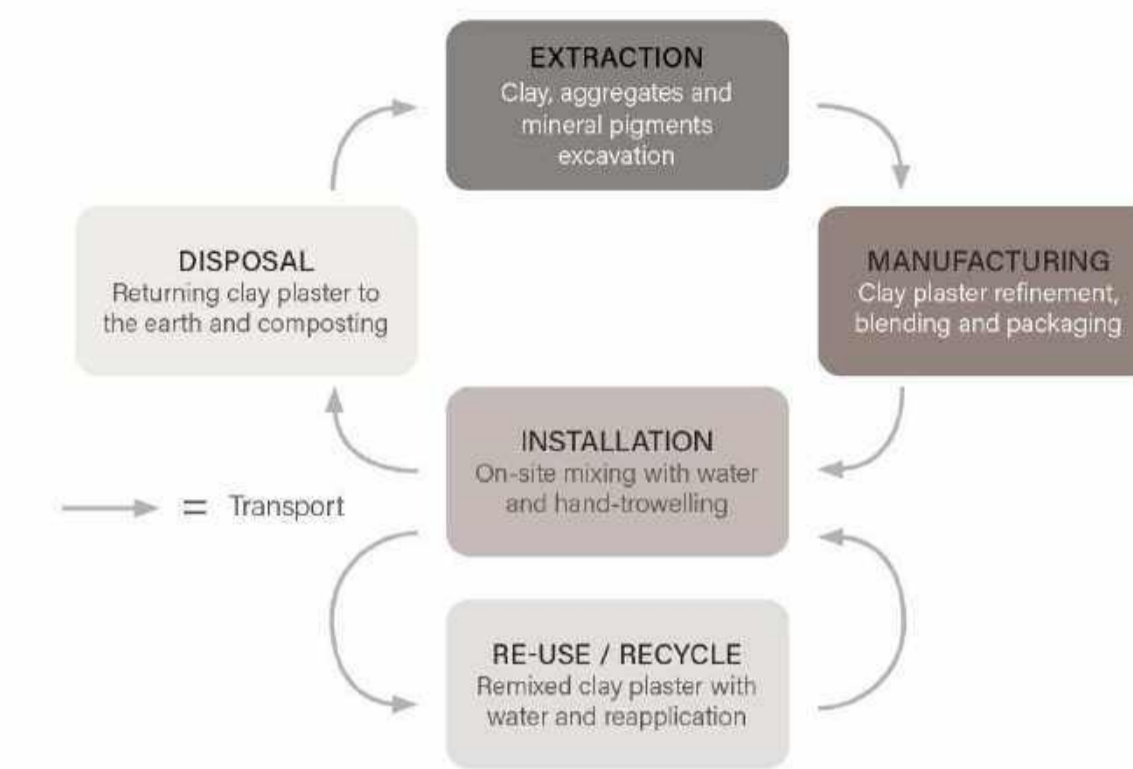 EXTRACTION
Clay, aggregates and
mineral pigments
excavation
DISPOSAL
Returning clay plaster to
the earth and composting
MANUFACTURING
Clay plaster refinement,
blending and packaging
INSTALLATION
On-site mixing with water
and hand-trowelling
= Transport
RE-USE / RECYCLE
Remixed clay plaster with
water and reapplication